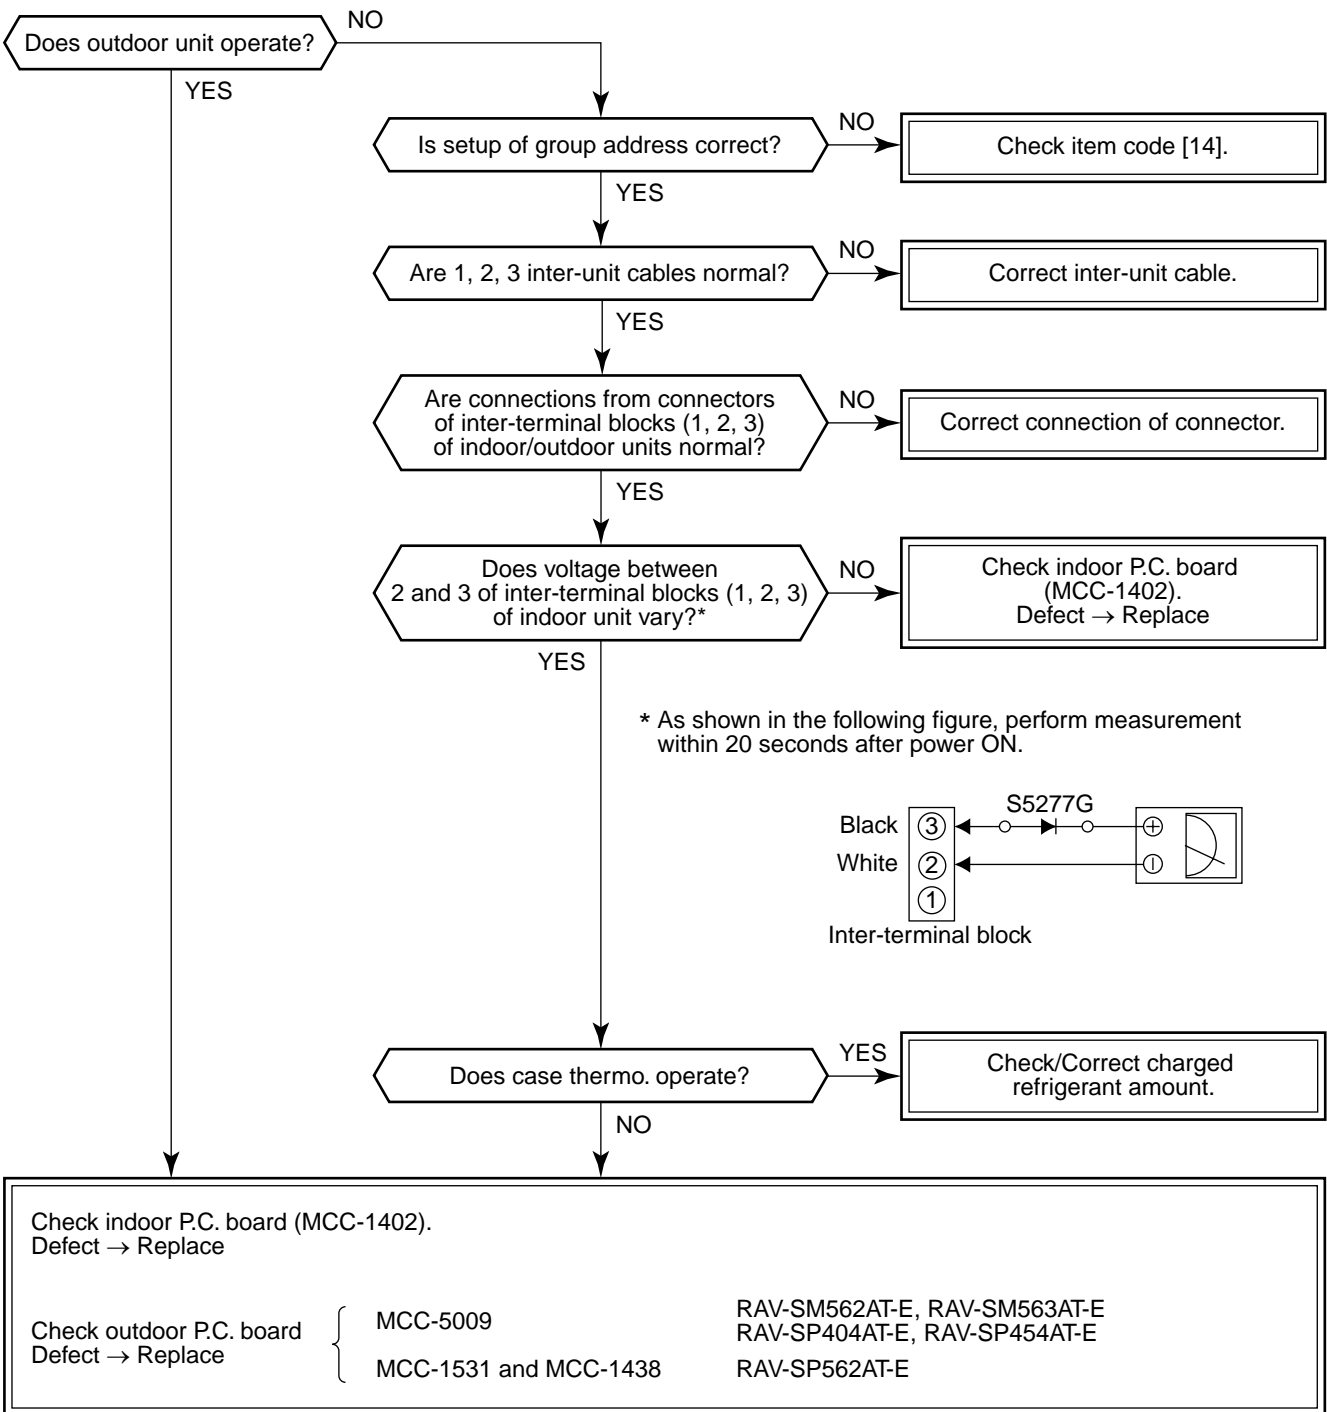 Does outdoor unit operate?
NO
YES
Is setup of group address correct?
NO
Check item code [14].
YES
Are 1, 2, 3 inter-unit cables normal?
NO
Correct inter-unit cable.
YES
Are connections from connectors
of inter-terminal blocks (1, 2, 3)
of indoor/outdoor units normal?
NO
Correct connection of connector.
YES
Does voltage between
2 and 3 of inter-terminal blocks (1, 2, 3)
of indoor unit vary?*
NO
Check indoor P.C. board
(MCC-1402).
Defect → Replace
YES
* As shown in the following figure, perform measurement
within 20 seconds after power ON.
S5277G
Black ③
White ②
①
Inter-terminal block
Does case thermo. operate?
YES
Check/Correct charged
refrigerant amount.
NO
Check indoor P.C. board (MCC-1402).
Defect → Replace
Check outdoor P.C. board
Defect → Replace
MCC-5009
RAV-SM562AT-E, RAV-SM563AT-E
RAV-SP404AT-E, RAV-SP454AT-E
MCC-1531 and MCC-1438
RAV-SP562AT-E